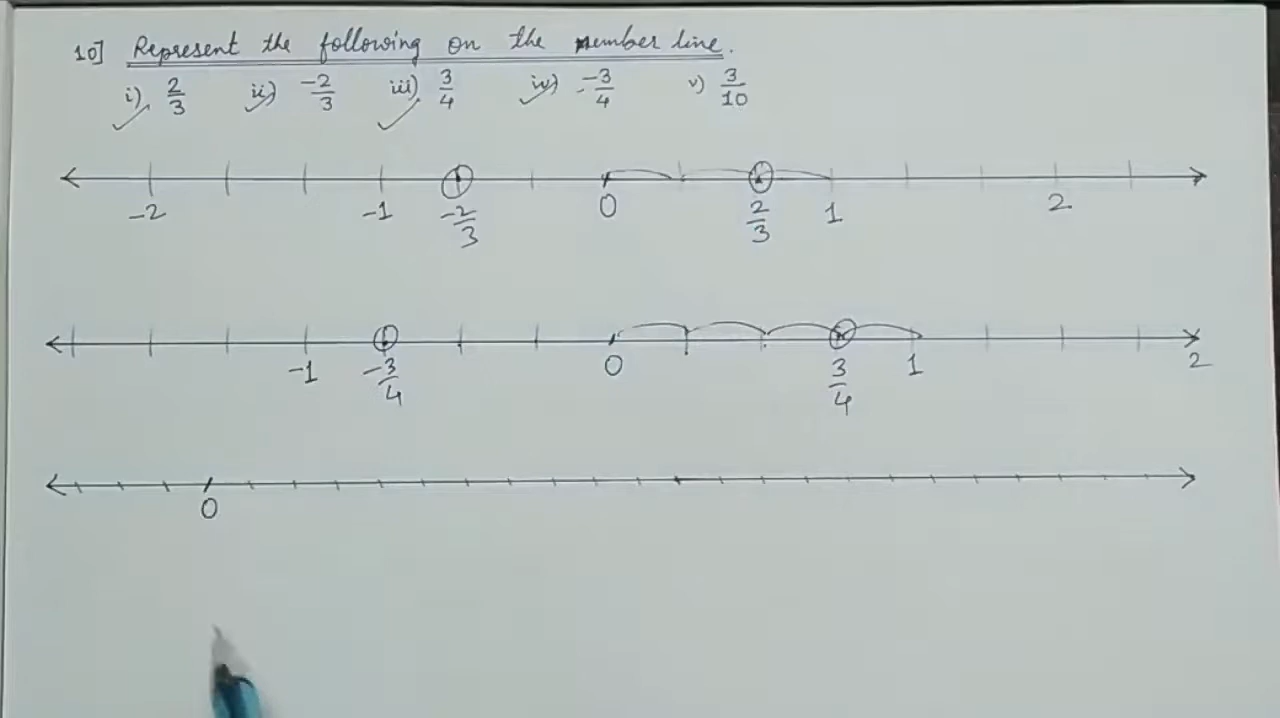 10] Represent the following on the number line.
i) 2/3 ii) -2/3 iii) 3/4 iv) -3/4 v) 3/10
-2 -1 -2/3 0 2/3 1 2
-1 -3/4 0 3/4 1 2
0